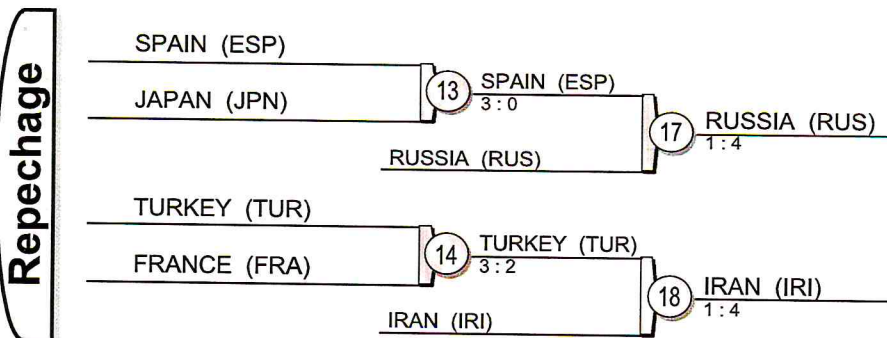 Repechage
SPAIN (ESP)
JAPAN (JPN)
13
SPAIN (ESP)
3 : 0
RUSSIA (RUS)
17
RUSSIA (RUS)
1 : 4
TURKEY (TUR)
FRANCE (FRA)
14
TURKEY (TUR)
3 : 2
IRAN (IRI)
18
IRAN (IRI)
1 : 4